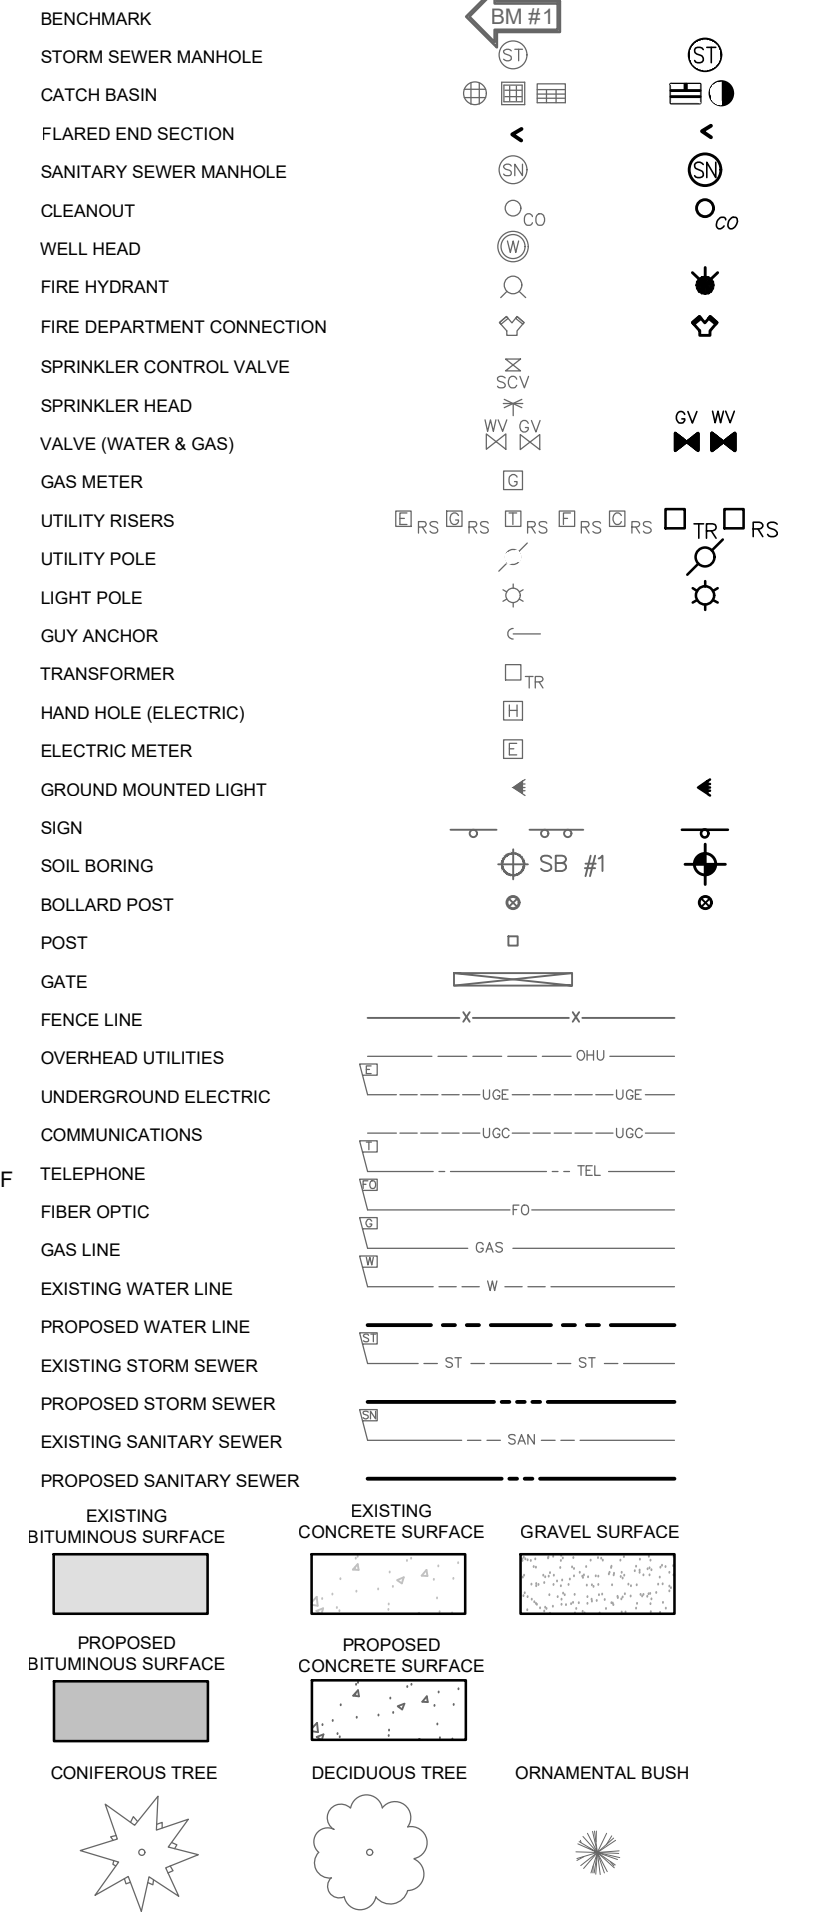 BENCHMARK BM #1
STORM SEWER MANHOLE ST ST
CATCH BASIN
FLARED END SECTION
SANITARY SEWER MANHOLE SN SN
CLEANOUT CO CO
WELL HEAD W
FIRE HYDRANT
FIRE DEPARTMENT CONNECTION
SPRINKLER CONTROL VALVE SCV
SPRINKLER HEAD
VALVE (WATER & GAS) WV GV GV WV
GAS METER G
UTILITY RISERS E RS G RS T RS F RS C RS TR RS
UTILITY POLE
LIGHT POLE
GUY ANCHOR
TRANSFORMER TR
HAND HOLE (ELECTRIC) H
ELECTRIC METER E
GROUND MOUNTED LIGHT
SIGN
SOIL BORING SB #1
BOLLARD POST
POST
GATE
FENCE LINE X X
OVERHEAD UTILITIES OHU
E
UNDERGROUND ELECTRIC UGE UGE
COMMUNICATIONS UGC UGC
T
F TELEPHONE TEL
FO
FIBER OPTIC FO
G
GAS LINE GAS
W
EXISTING WATER LINE W
PROPOSED WATER LINE
ST
EXISTING STORM SEWER ST ST
PROPOSED STORM SEWER
SN
EXISTING SANITARY SEWER SAN
PROPOSED SANITARY SEWER
EXISTING
BITUMINOUS SURFACE
EXISTING
CONCRETE SURFACE
GRAVEL SURFACE
PROPOSED
BITUMINOUS SURFACE
PROPOSED
CONCRETE SURFACE
CONIFEROUS TREE
DECIDUOUS TREE
ORNAMENTAL BUSH